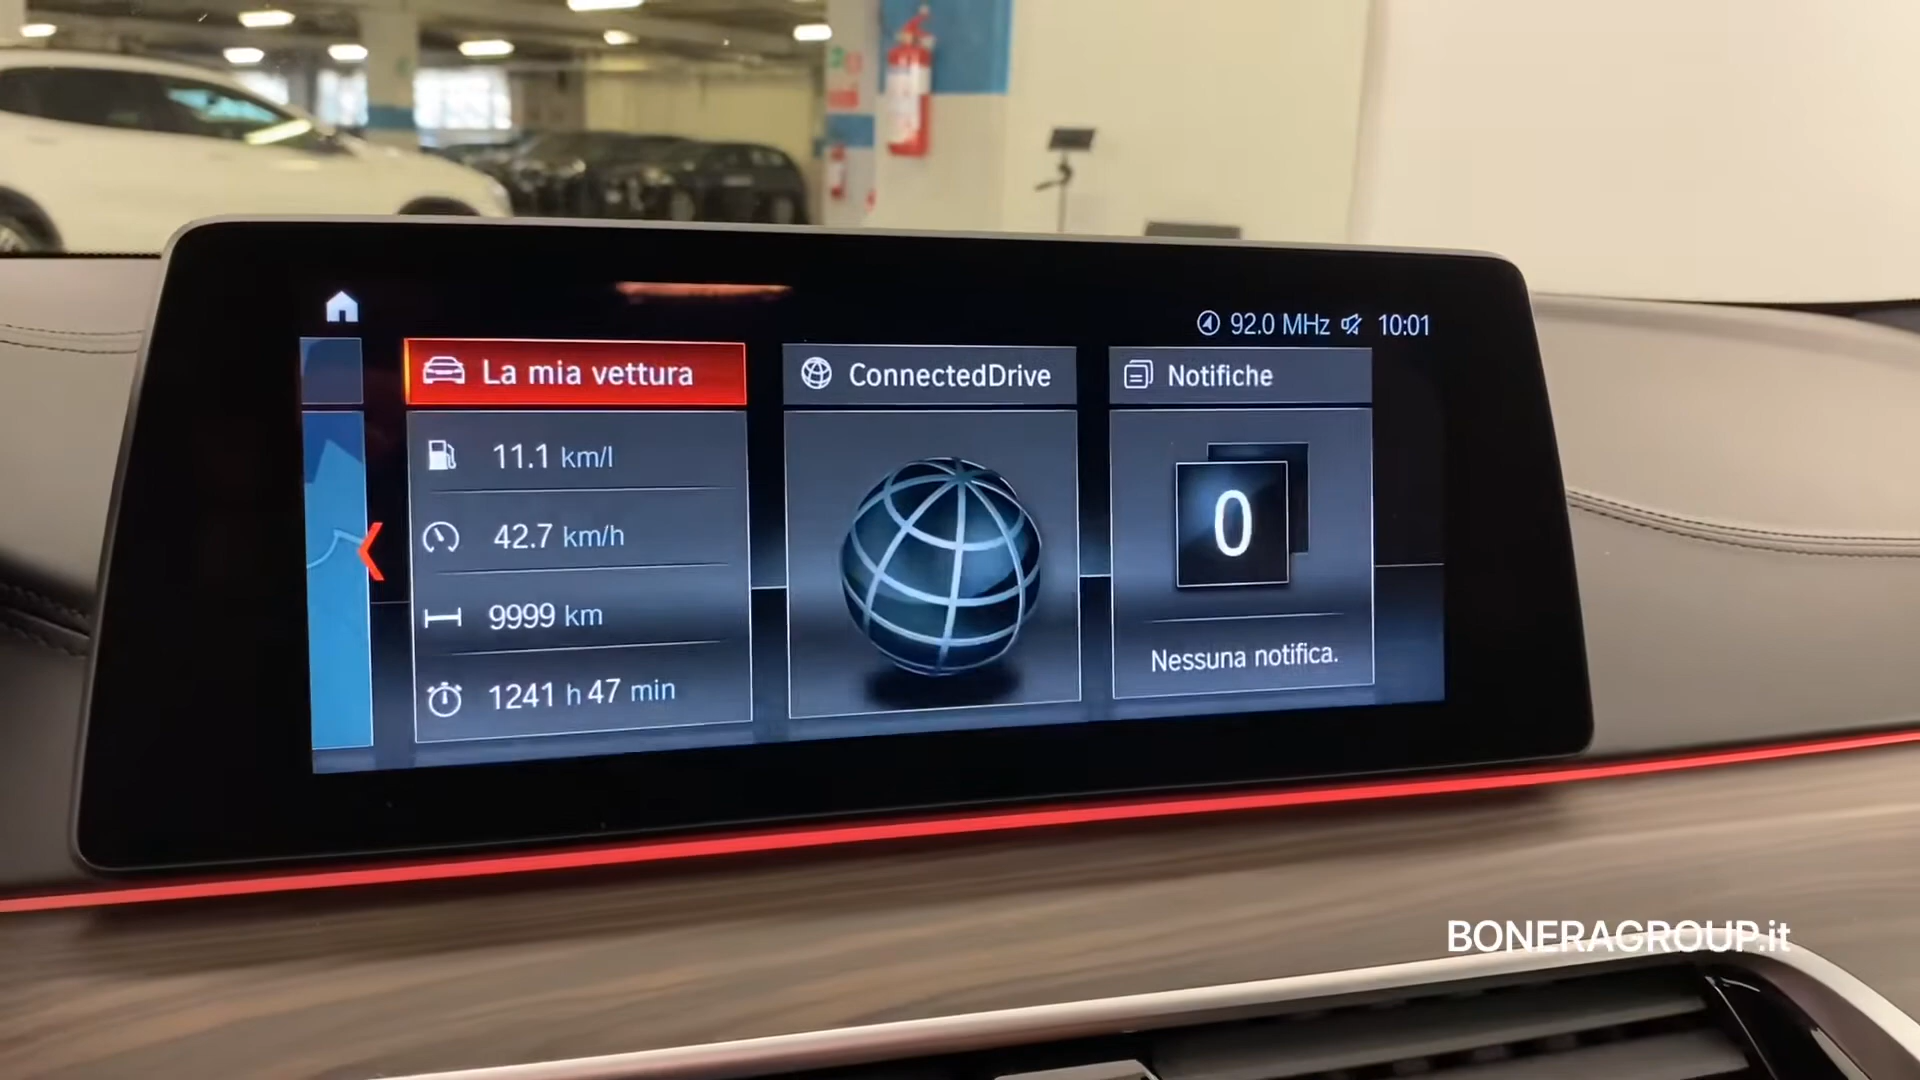 92.0 MHz 10:01
La mia vettura
11.1 km/l
42.7 km/h
9999 km
1241 h 47 min
ConnectedDrive
Notifiche
0
Nessuna notifica.
BONERAGROUP.it